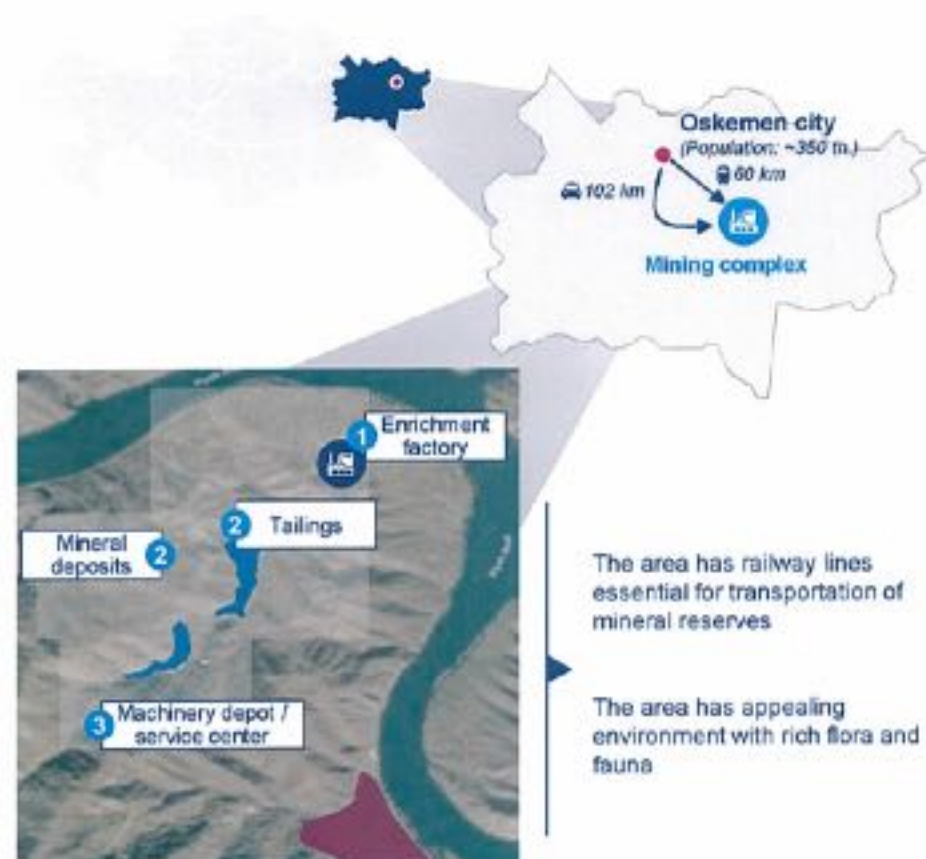 Oskemen city
(Population: ~350 tn.)
60 km
102 km
Mining complex
1
Enrichment
factory
2
Tailings
Mineral
deposits
2
3
Machinery depot /
service center
The area has railway lines
essential for transportation of
mineral reserves
The area has appealing
environment with rich flora and
fauna